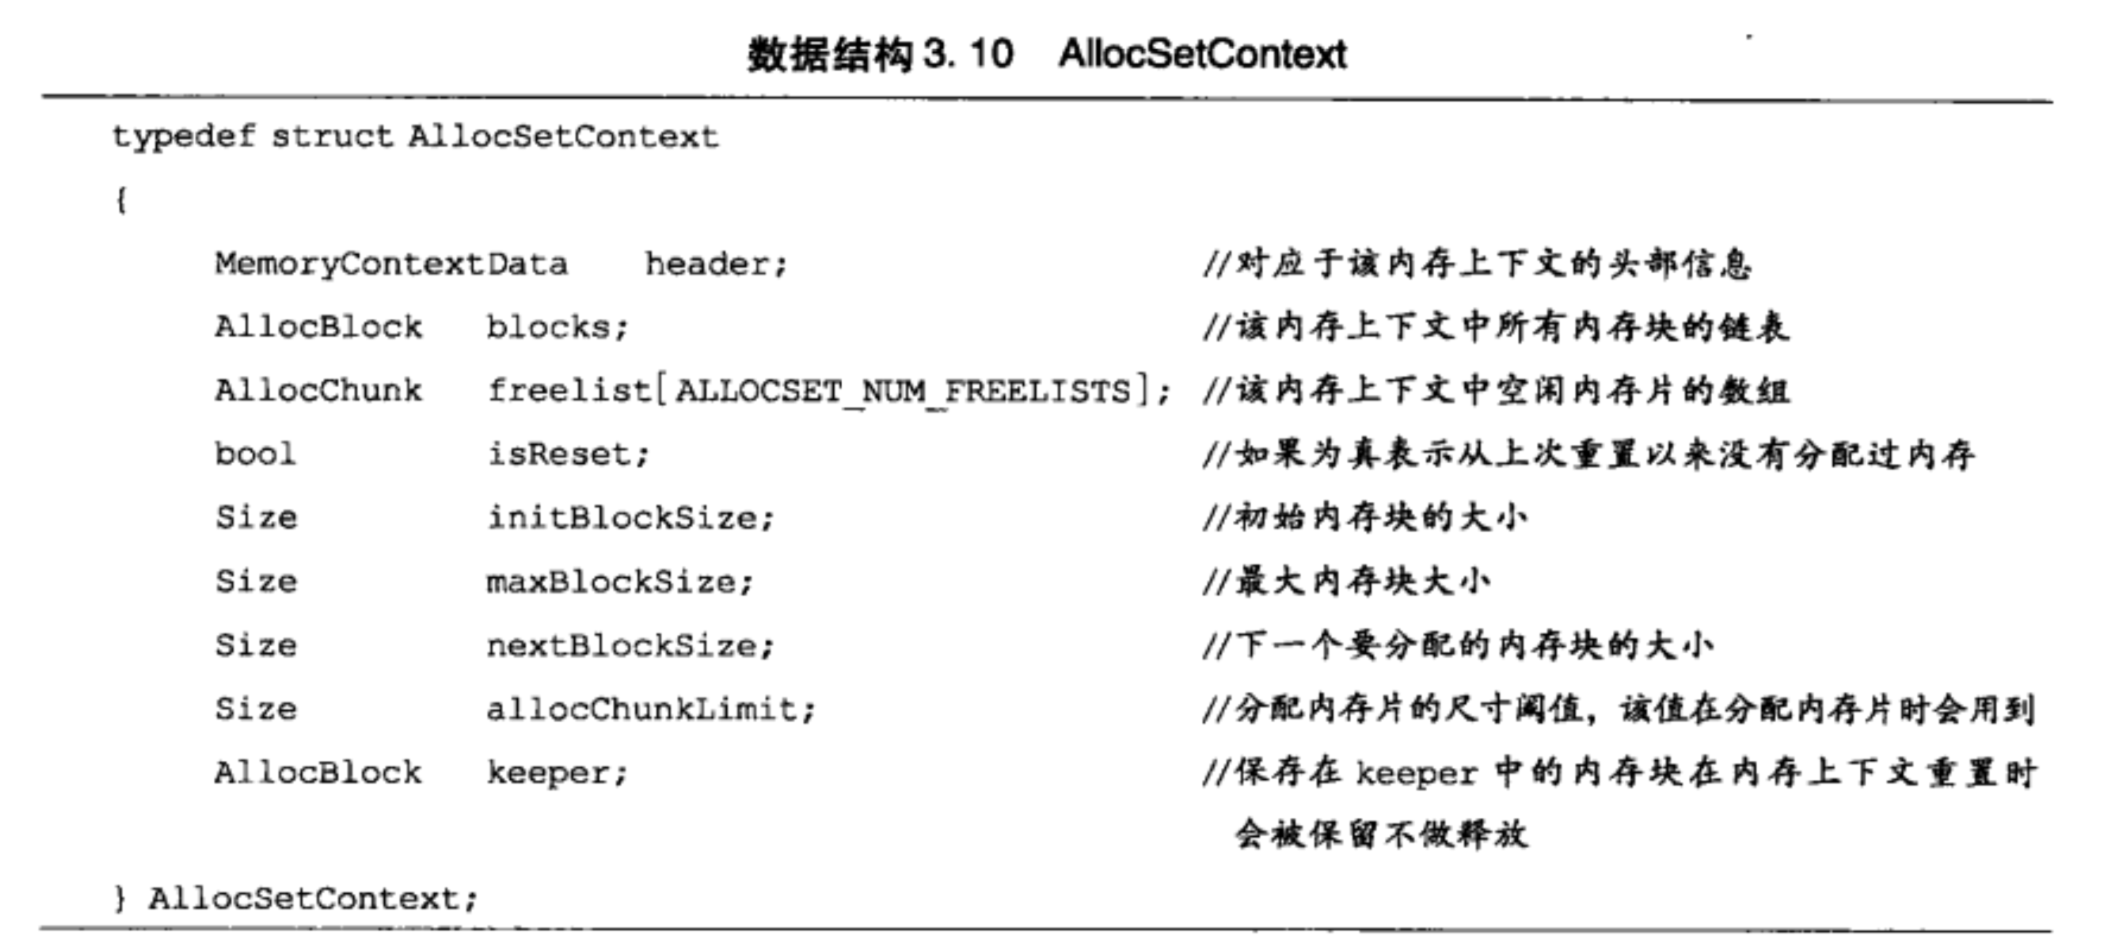 数据结构 3.10 AllocSetContext
typedef struct AllocSetContext
{
MemoryContextData header; //对应于该内存上下文的头部信息
AllocBlock blocks; //该内存上下文中所有内存块的链表
AllocChunk freelist[ALLOCSET_NUM_FREELISTS]; //该内存上下文中空闲内存片的数组
bool isReset; //如果为真表示从上次重置以来没有分配过内存
Size initBlockSize; //初始内存块的大小
Size maxBlockSize; //最大内存块大小
Size nextBlockSize; //下一个要分配的内存块的大小
Size allocChunkLimit; //分配内存片的尺寸阈值，该值在分配内存片时会用到
AllocBlock keeper; //保存在 keeper 中的内存块在内存上下文重置时
会被保留不做释放
} AllocSetContext;